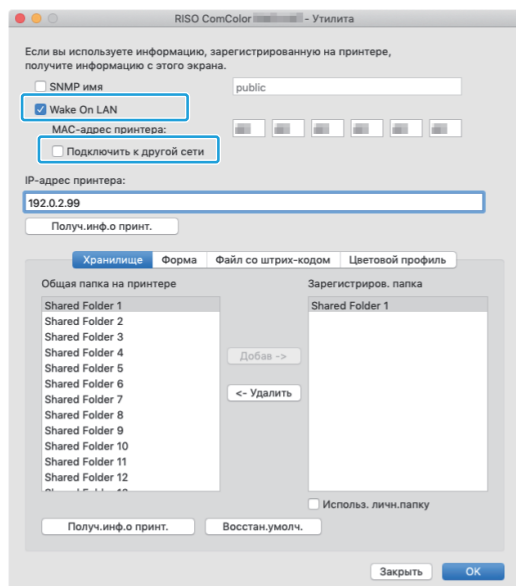 RISO ComColor - Утилита
Если вы используете информацию, зарегистрированную на принтере,
получите информацию с этого экрана.
SNMP имя
public
Wake On LAN
МАС-адрес принтера:
Подключить к другой сети
IP-адрес принтера:
192.0.2.99
Получ.инф.о принт.
Хранилище Форма Файл со штрих-кодом Цветовой профиль
Общая папка на принтере
Зарегистриров. папка
Shared Folder 1
Shared Folder 2
Shared Folder 3
Shared Folder 4
Shared Folder 5
Shared Folder 6
Shared Folder 7
Shared Folder 8
Shared Folder 9
Shared Folder 10
Shared Folder 11
Shared Folder 12
Shared Folder 1
Добав ->
<- Удалить
Использ. личн.папку
Получ.инф.о принт.
Восстан.умолч.
Закрыть
OK